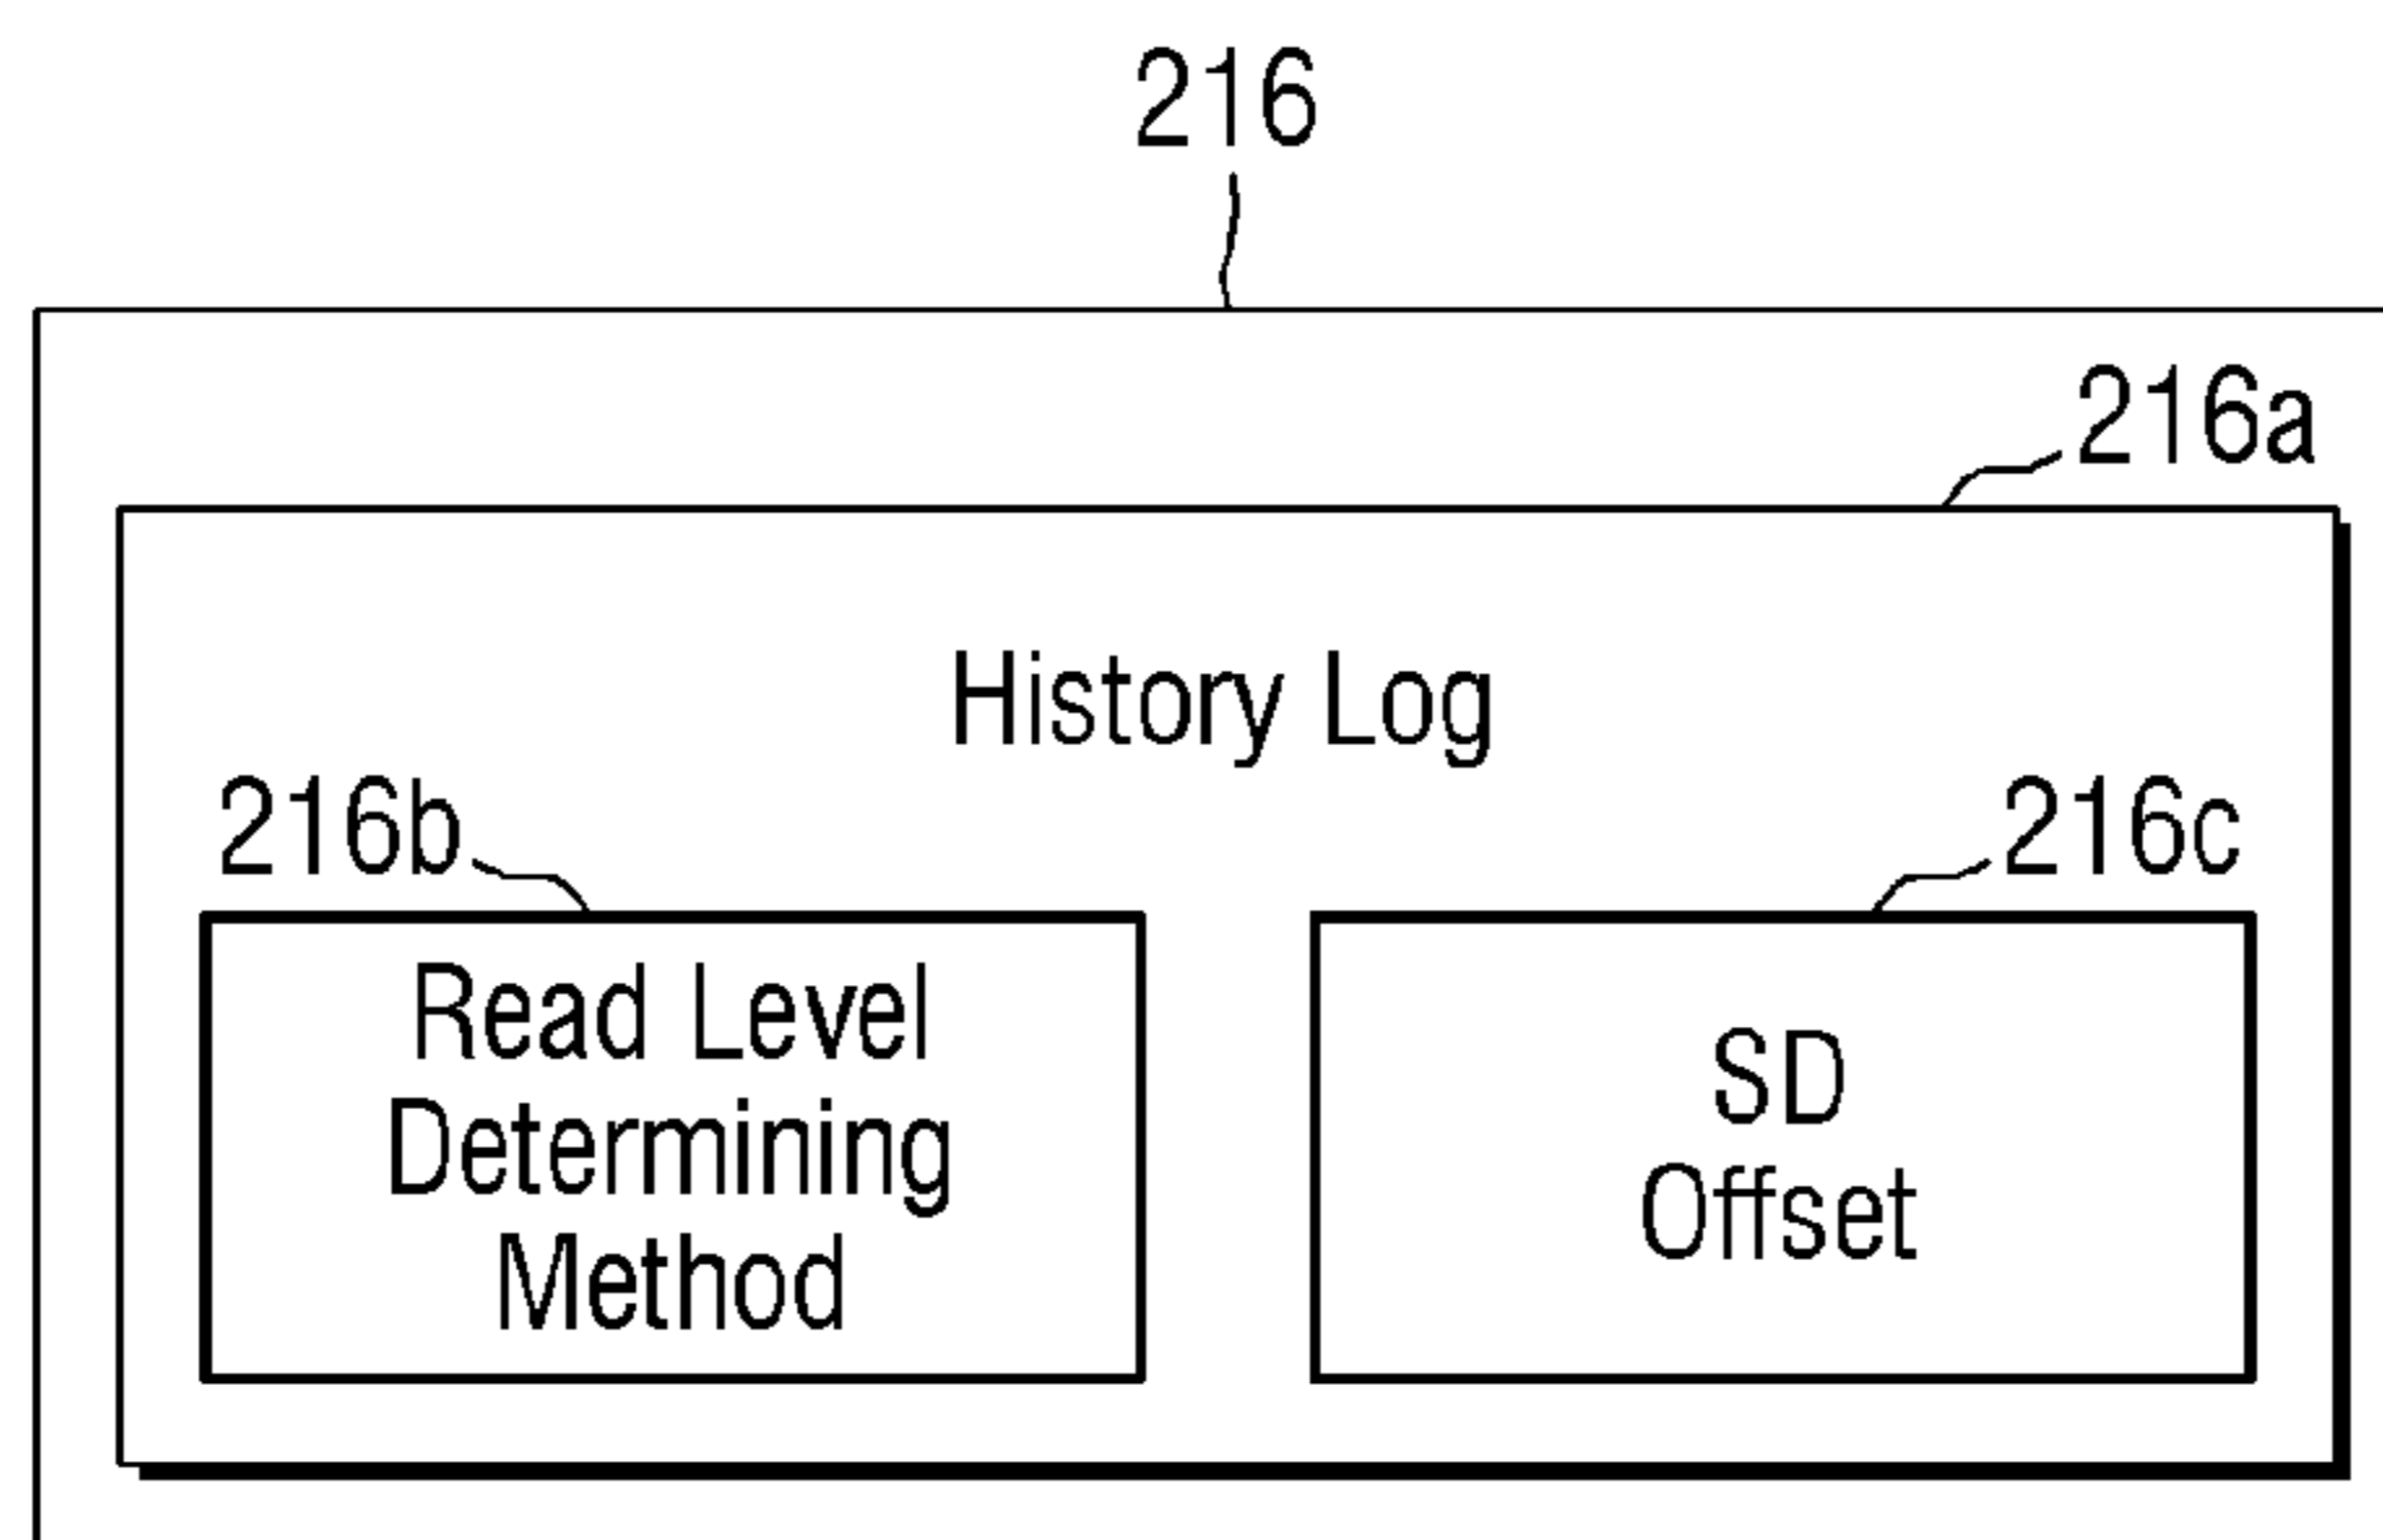 216
216a
History Log
216b
216c
Read Level
Determining
Method
SD
Offset